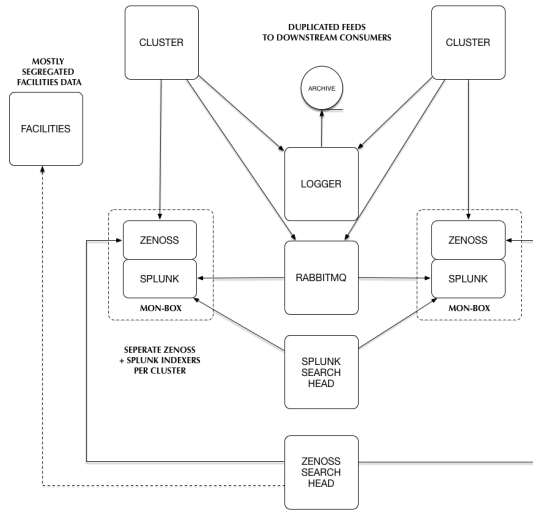 CLUSTER
DUPLICATED FEEDS
TO DOWNSTREAM CONSUMERS
CLUSTER
MOSTLY
SEGREGATED
FACILITIES DATA
ARCHIVE
FACILITIES
LOGGER
ZENOSS
SPLUNK
MON-BOX
RABBITMQ
ZENOSS
SPLUNK
MON-BOX
SEPERATE ZENOSS
+ SPLUNK INDEXERS
PER CLUSTER
SPLUNK
SEARCH
HEAD
ZENOSS
SEARCH
HEAD